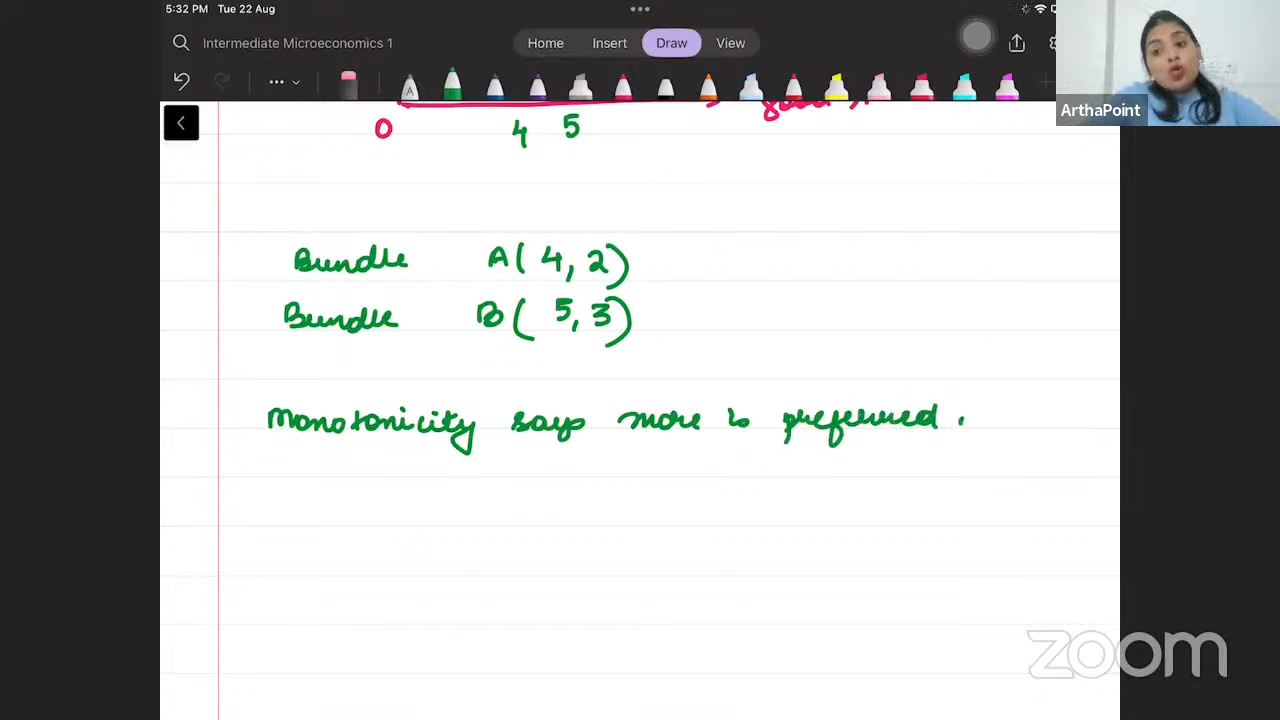 5:32 PM Tue 22 Aug
Intermediate Microeconomics 1
Home Insert Draw View
A
ArthaPoint
0 4 5
Bundle A(4,2)
Bundle B(5,3)
Monotonicity says more is preferred.
zoom